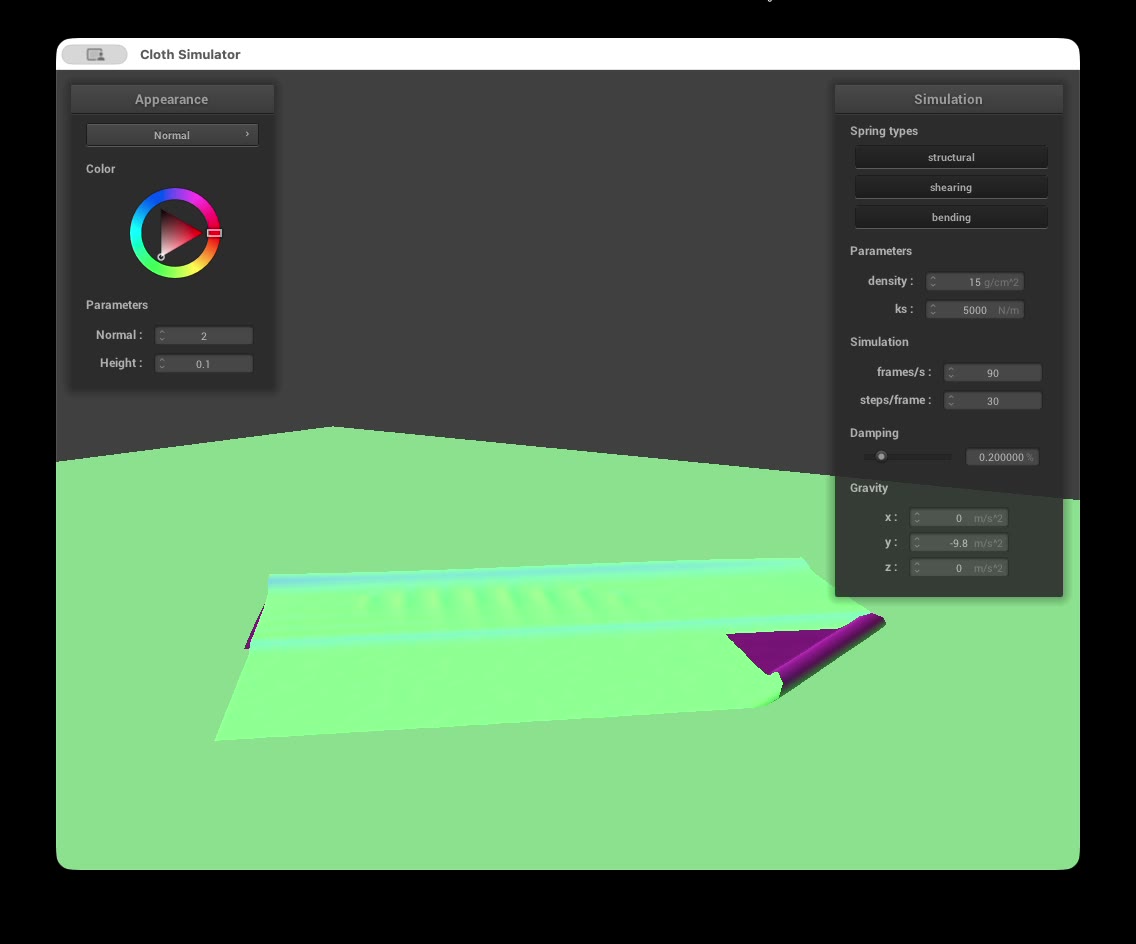 Cloth Simulator
Appearance
Normal
Color
Parameters
Normal :
2
Height :
0.1
Simulation
Spring types
structural
shearing
bending
Parameters
density :
15 g/cm^2
ks :
5000 N/m
Simulation
frames/s :
90
steps/frame :
30
Damping
0.200000 %
Gravity
x :
0 m/s^2
y :
-9.8 m/s^2
z :
0 m/s^2